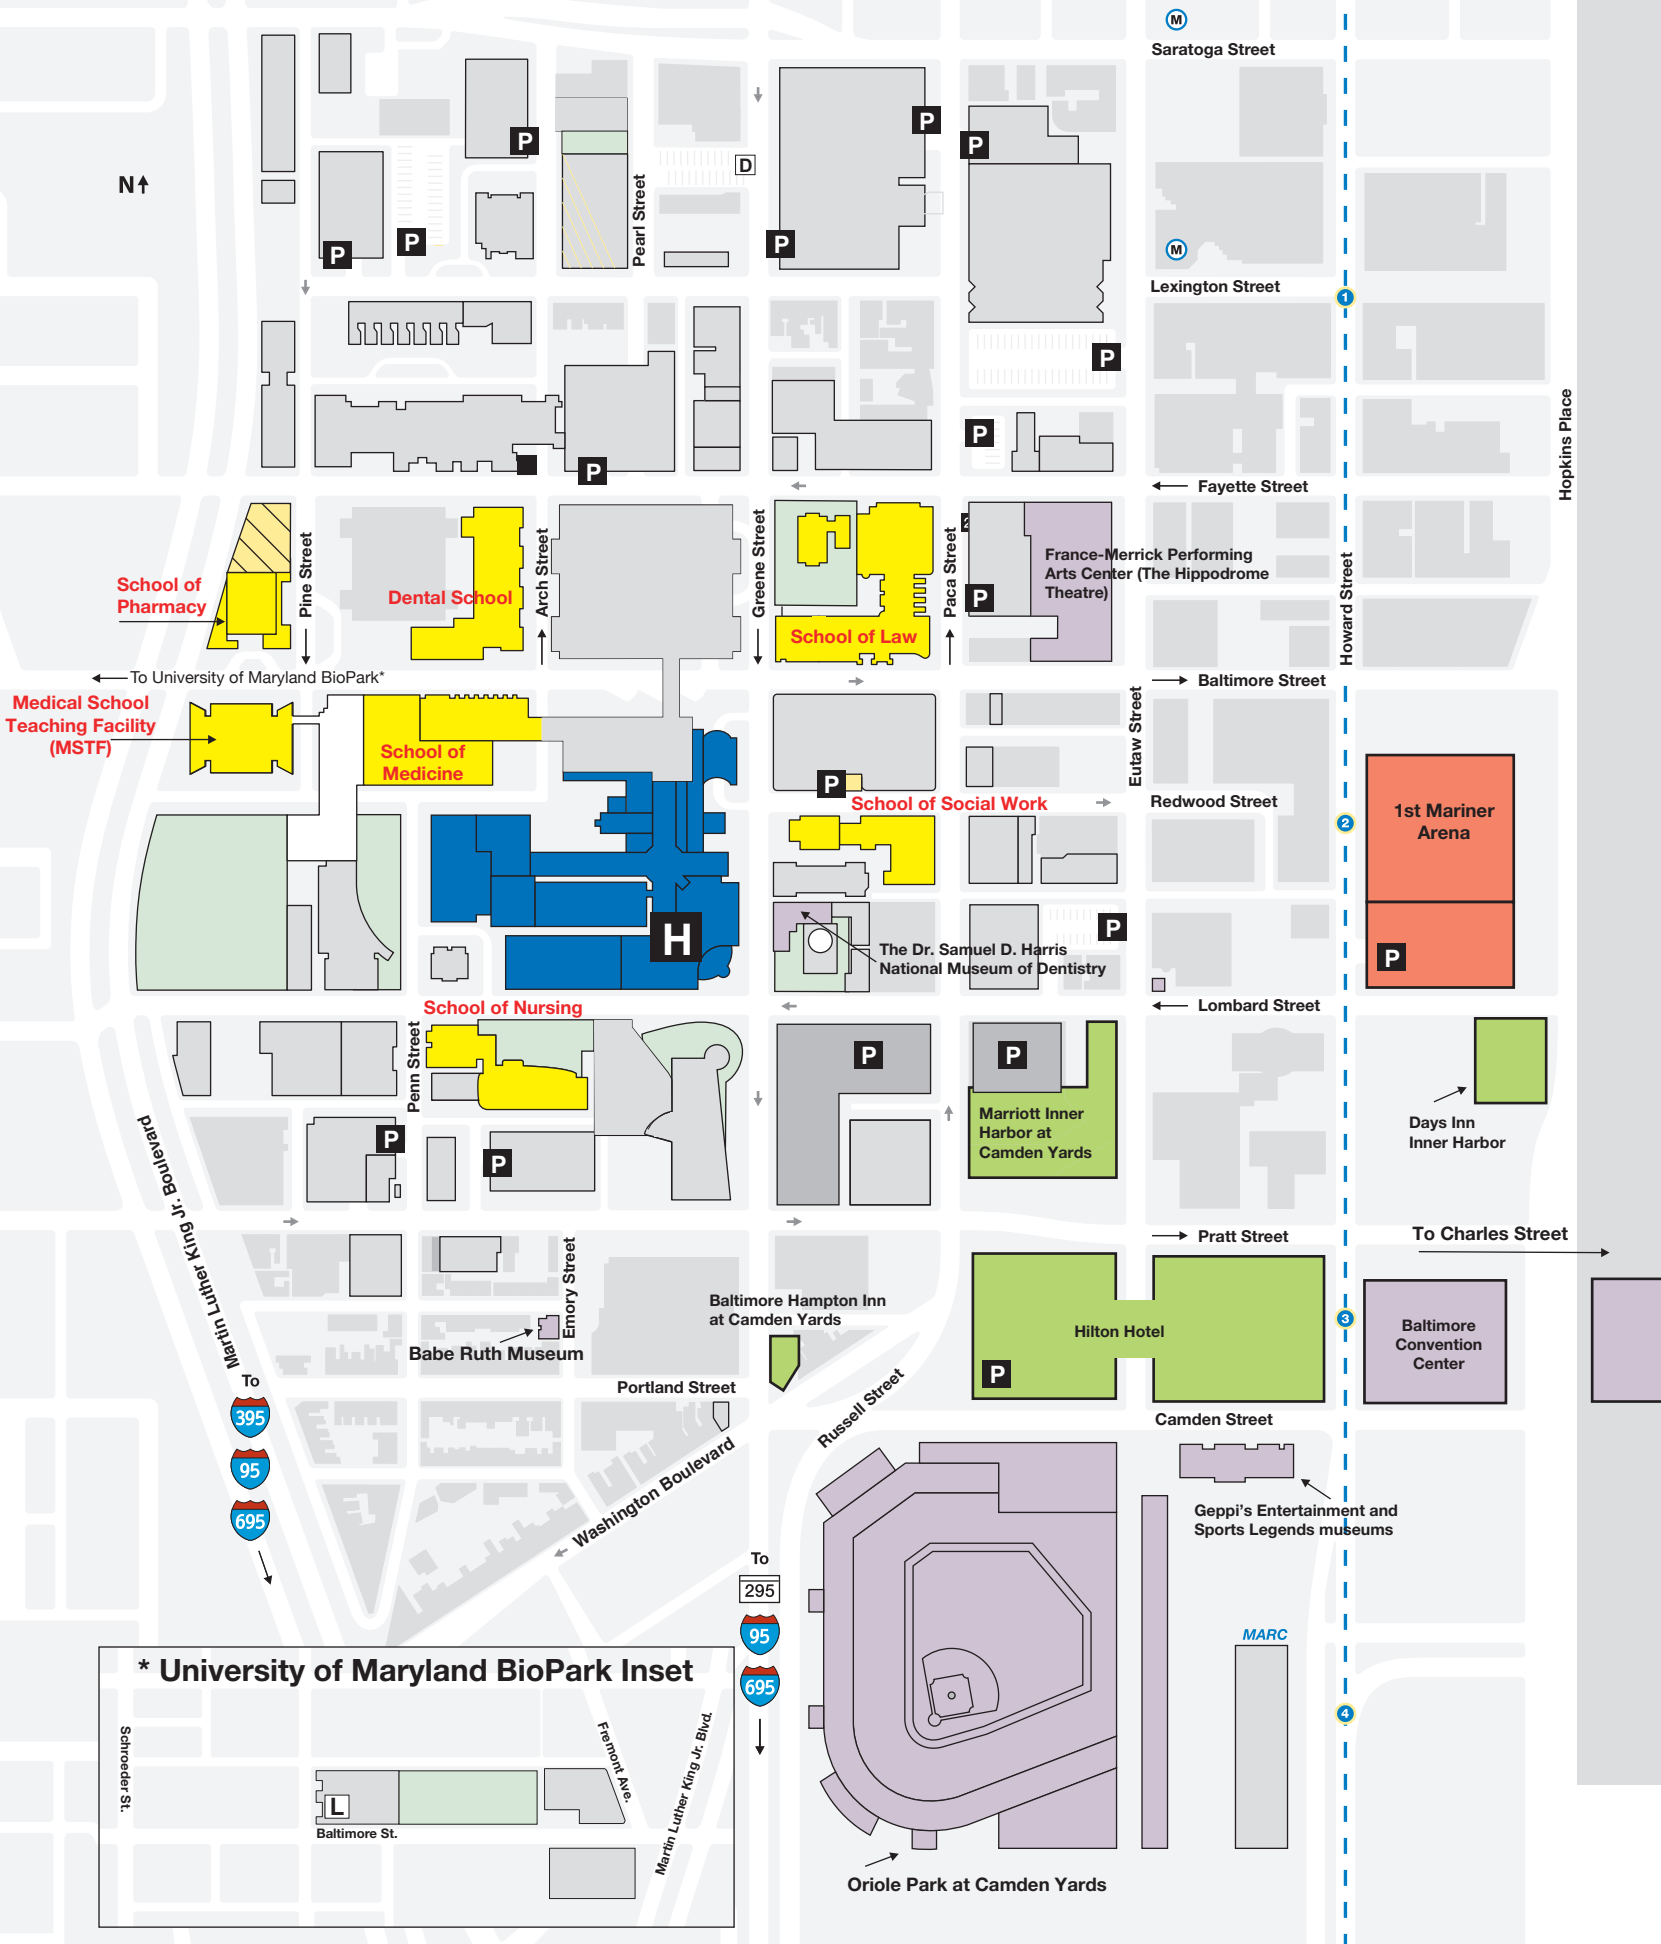 M
Saratoga Street
P
P
P
D
N
Pearl Street
P
P
P
M
Lexington Street
1
P
Hopkins Place
P
P
Fayette Street
Pine Street
Arch Street
Greene Street
Paca Street
2
France-Merrick Performing
Arts Center (The Hippodrome
Theatre)
Howard Street
School of
Pharmacy
Dental School
P
School of Law
To University of Maryland BioPark*
Baltimore Street
Medical School
Teaching Facility
(MSTF)
School of
Medicine
Eutaw Street
P
School of Social Work
Redwood Street
2
1st Mariner
Arena
H
P
P
The Dr. Samuel D. Harris
National Museum of Dentistry
School of Nursing
Lombard Street
Penn Street
P
P
Marriott Inner
Harbor at
Camden Yards
Days Inn
Inner Harbor
P
P
Martin Luther King Jr. Boulevard
Pratt Street
To Charles Street
Emory Street
Baltimore Hampton Inn
at Camden Yards
Babe Ruth Museum
Hilton Hotel
3
Baltimore
Convention
Center
P
To
395
95
695
Portland Street
Russell Street
Camden Street
Washington Boulevard
Geppi's Entertainment and
Sports Legends museums
To
295
95
695
MARC
4
* University of Maryland BioPark Inset
Schroeder St.
Fremont Ave.
Martin Luther King Jr. Blvd.
L
Baltimore St.
Oriole Park at Camden Yards